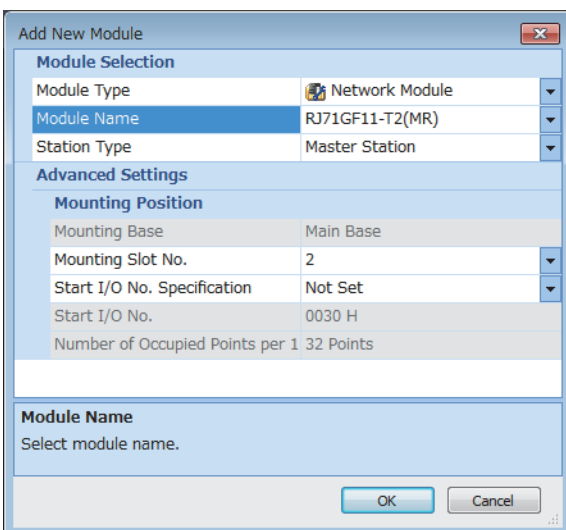 Add New Module
Module Selection
Module Type Network Module
Module Name RJ71GF11-T2(MR)
Station Type Master Station
Advanced Settings
Mounting Position
Mounting Base Main Base
Mounting Slot No. 2
Start I/O No. Specification Not Set
Start I/O No. 0030 H
Number of Occupied Points per 1 32 Points
Module Name
Select module name.
OK Cancel